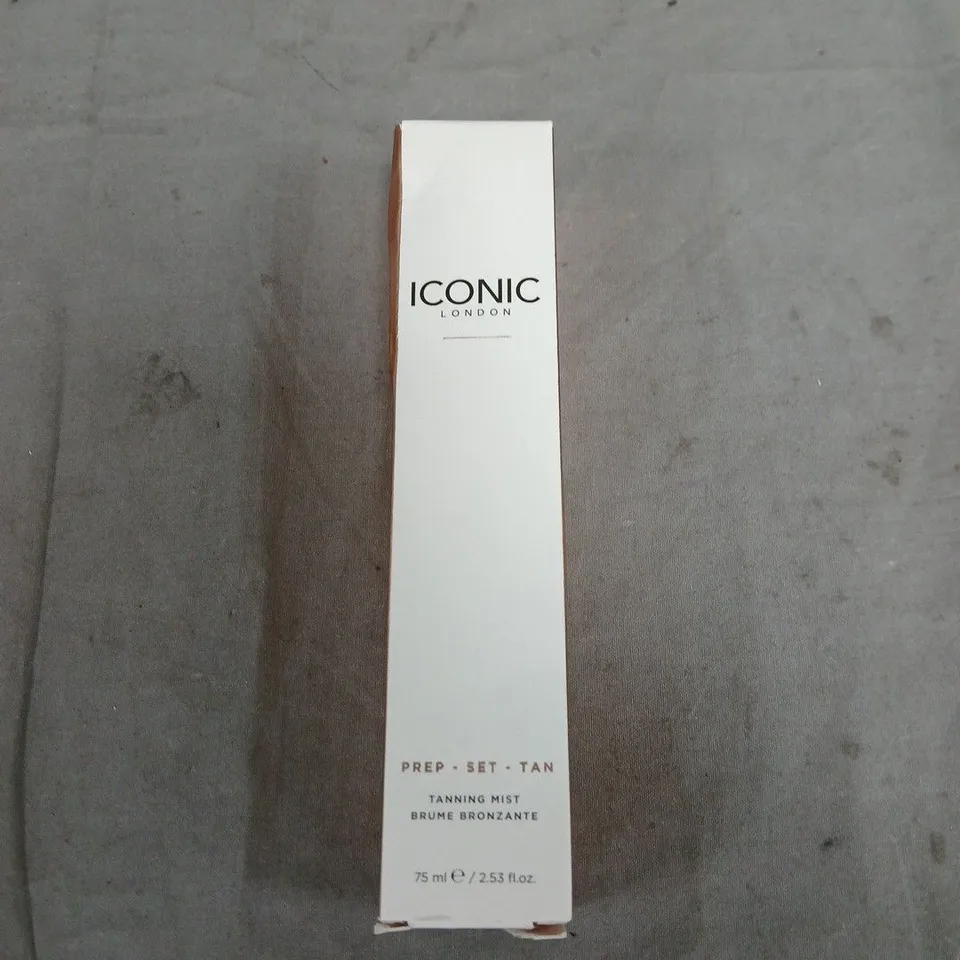 ICONIC
LONDON
PREP - SET - TAN
TANNING MIST
BRUME BRONZANTE
75 ml ℮ / 2.53 fl.oz.